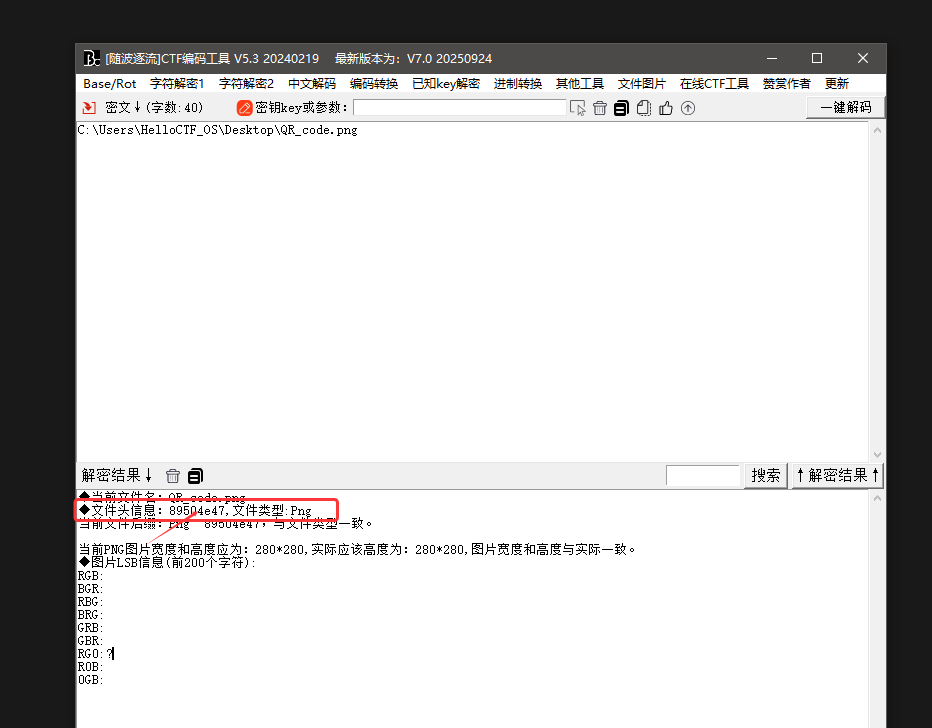 [随波逐流]CTF编码工具 V5.3 20240219 最新版本为: V7.0 20250924
Base/Rot 字符解密1 字符解密2 中文解码 编码转换 已知key解密 进制转换 其他工具 文件图片 在线CTF工具 赞赏作者 更新
密文↓(字数: 40) 密钥key或参数: 一键解码
C:\Users\HelloCTF_OS\Desktop\QR_code.png
解密结果↓ 搜索 ↑解密结果↑
◆当前文件名: QR_code.png
◆文件头信息: 89504e47,文件类型:Png
当前文件后缀: Png 89504e47, 与文件类型一致。
当前PNG图片宽度和高度应为: 280*280,实际应该高度为: 280*280,图片宽度和高度与实际一致。
◆图片LSB信息(前200个字符):
RGB:
BGR:
RBG:
BRG:
GRB:
GBR:
RG0:?
R0B:
0GB: